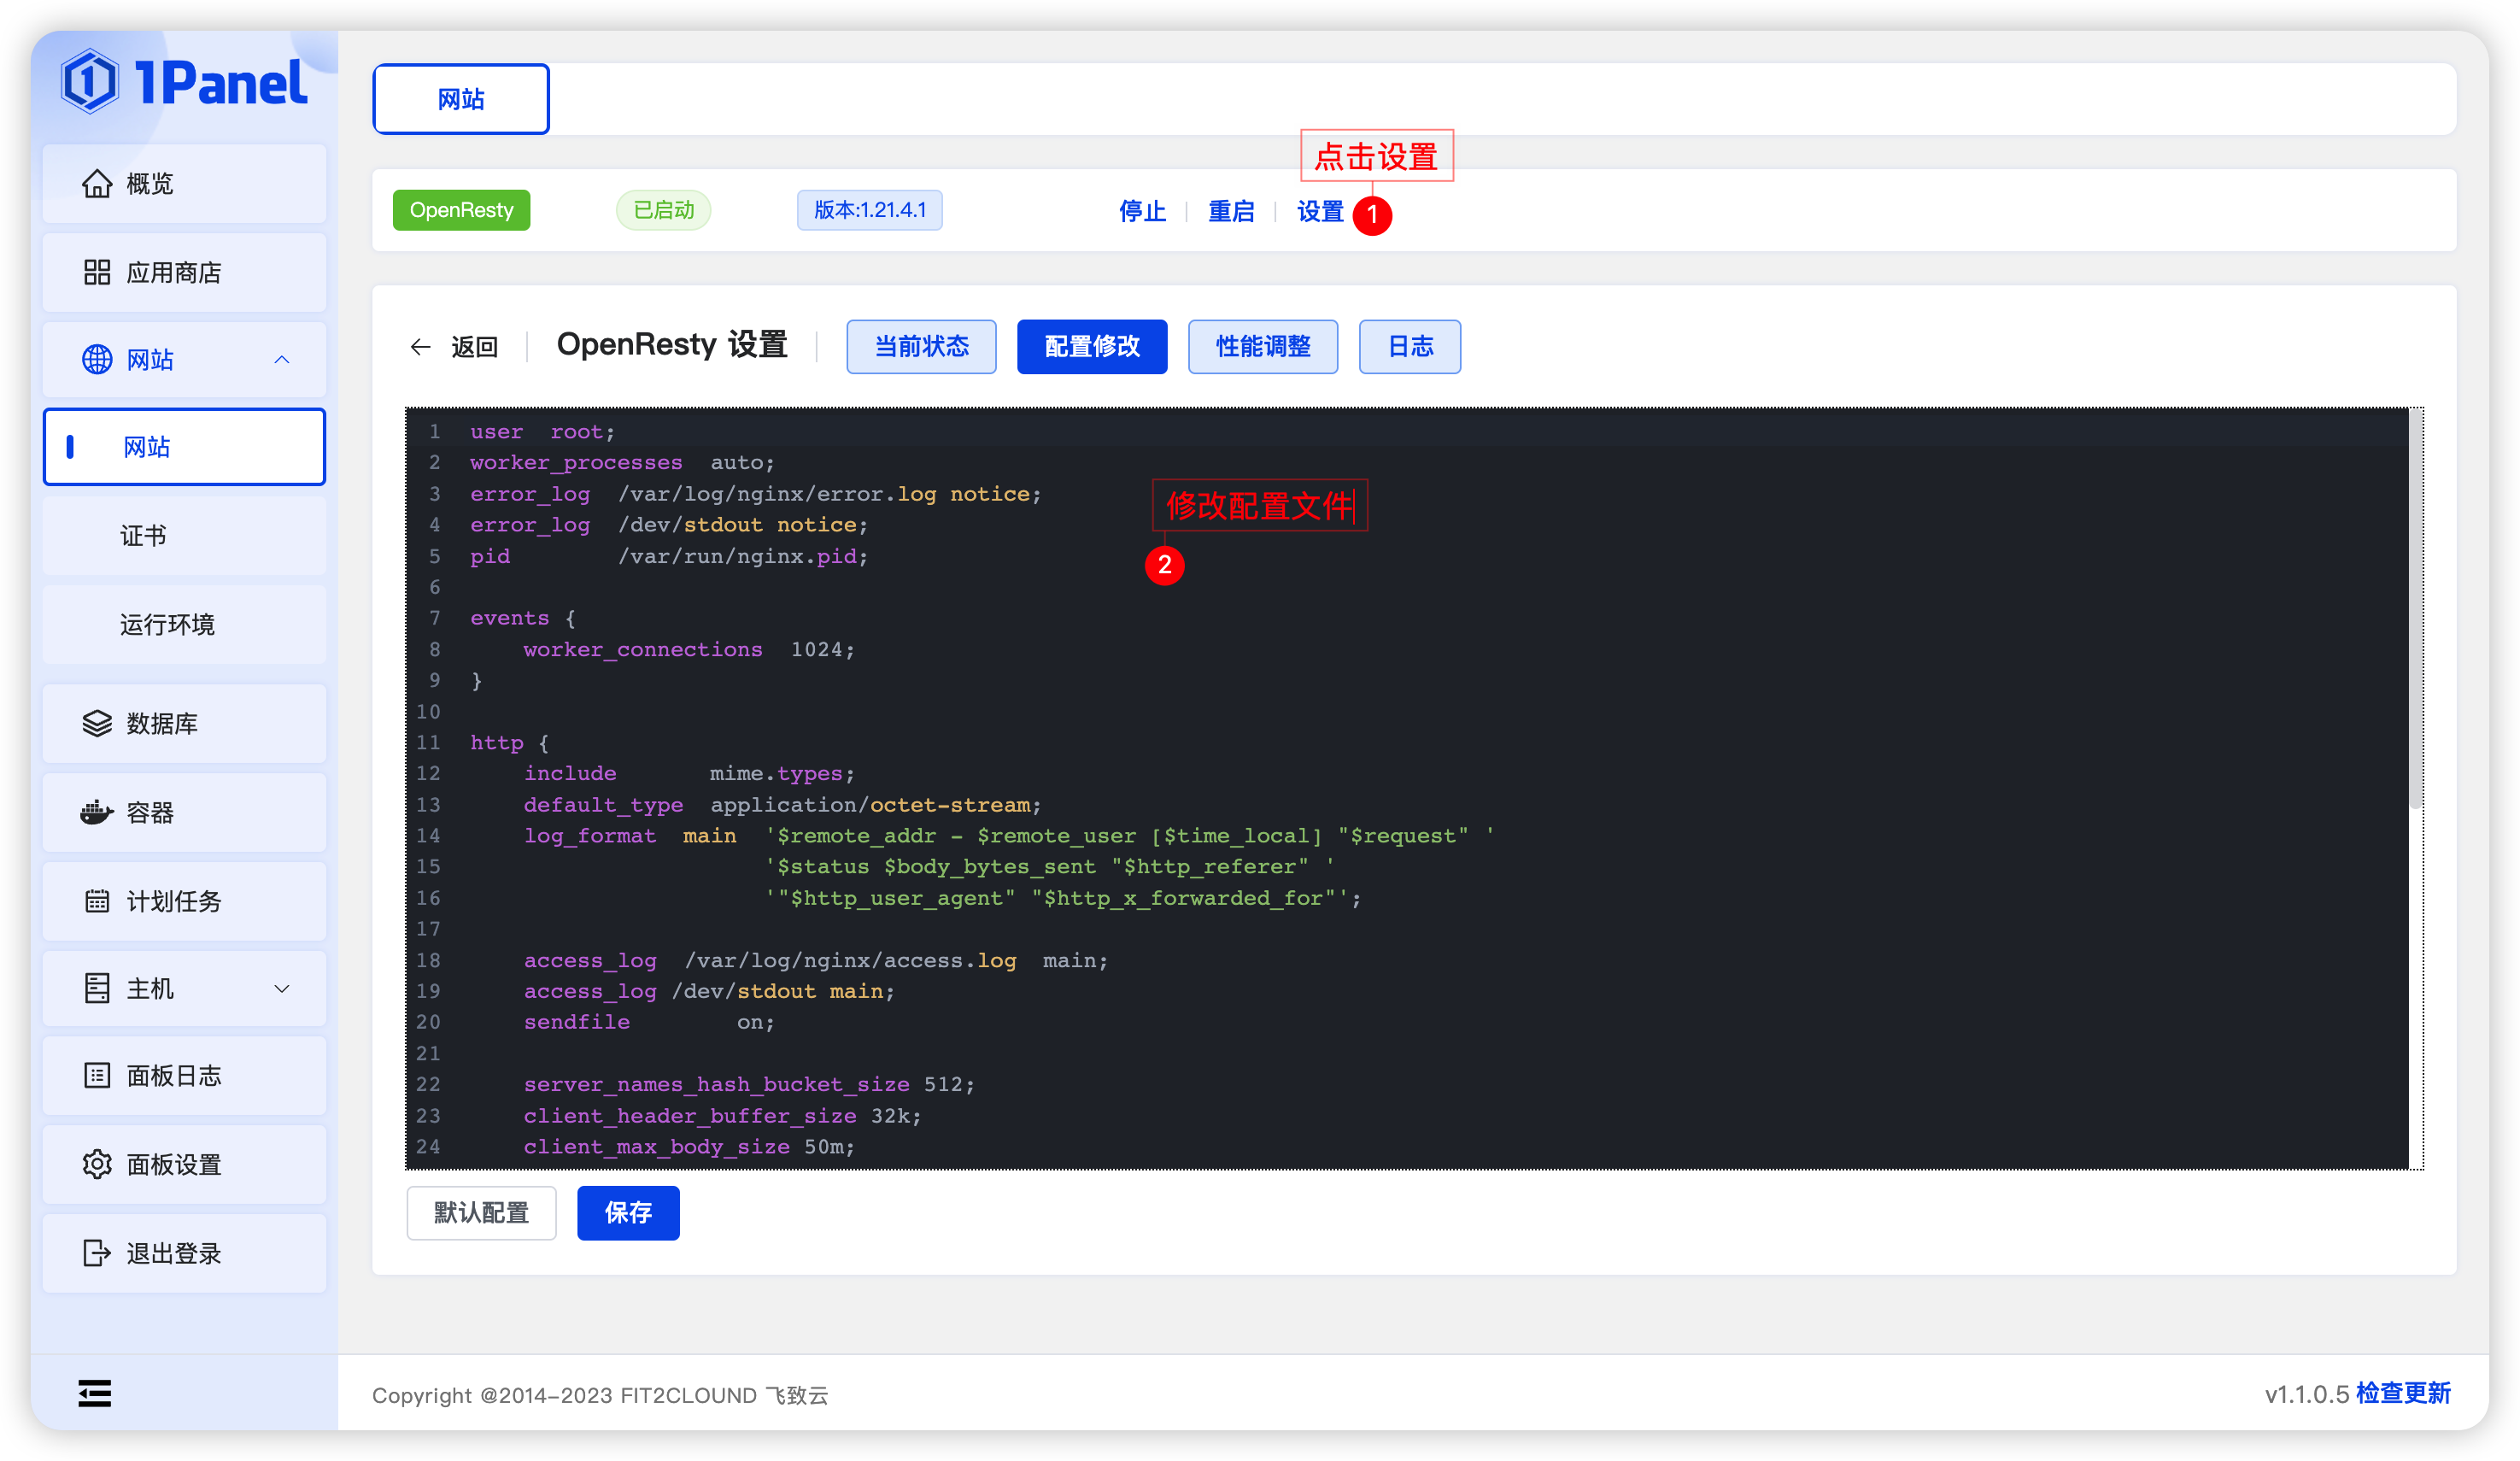 1Panel
概览
应用商店
网站
网站
证书
运行环境
数据库
容器
计划任务
主机
面板日志
面板设置
退出登录
网站
点击设置
OpenResty 已启动 版本:1.21.4.1 停止 重启 设置 1
返回 OpenResty 设置 当前状态 配置修改 性能调整 日志
1 user  root;
2 worker_processes  auto;
3 error_log  /var/log/nginx/error.log notice;
修改配置文件
4 error_log  /dev/stdout notice;
5 pid        /var/run/nginx.pid;
2
6
7 events {
8     worker_connections  1024;
9 }
10
11 http {
12     include       mime.types;
13     default_type  application/octet-stream;
14     log_format  main  '$remote_addr - $remote_user [$time_local] "$request" '
15                       '$status $body_bytes_sent "$http_referer" '
16                       '"$http_user_agent" "$http_x_forwarded_for"';
17
18     access_log  /var/log/nginx/access.log  main;
19     access_log /dev/stdout main;
20     sendfile        on;
21
22     server_names_hash_bucket_size 512;
23     client_header_buffer_size 32k;
24     client_max_body_size 50m;
默认配置 保存
Copyright @2014-2023 FIT2CLOUND 飞致云
v1.1.0.5 检查更新